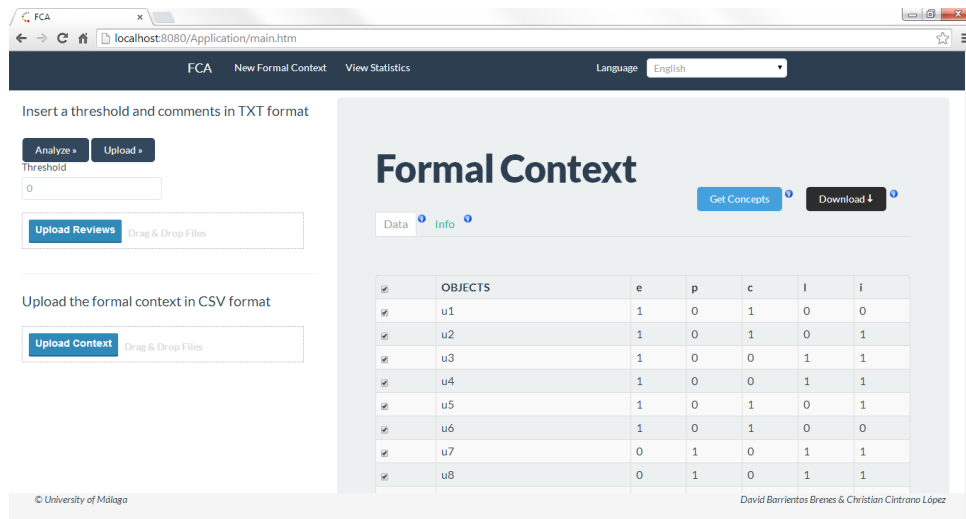 FCA
localhost:8080/Application/main.htm
FCA New Formal Context View Statistics Language English
Insert a threshold and comments in TXT format
Analyze » Upload »
Threshold
0
Upload Reviews Drag & Drop Files
Upload the formal context in CSV format
Upload Context Drag & Drop Files
Formal Context
Get Concepts Download
Data Info
OBJECTS e p c l i
u1 1 0 1 0 0
u2 1 0 1 0 1
u3 1 0 0 1 1
u4 1 0 0 1 1
u5 1 0 1 0 1
u6 1 0 1 0 0
u7 0 1 0 1 1
u8 0 1 0 1 1
© University of Málaga David Barrientos Brenes & Christian Cintrano López